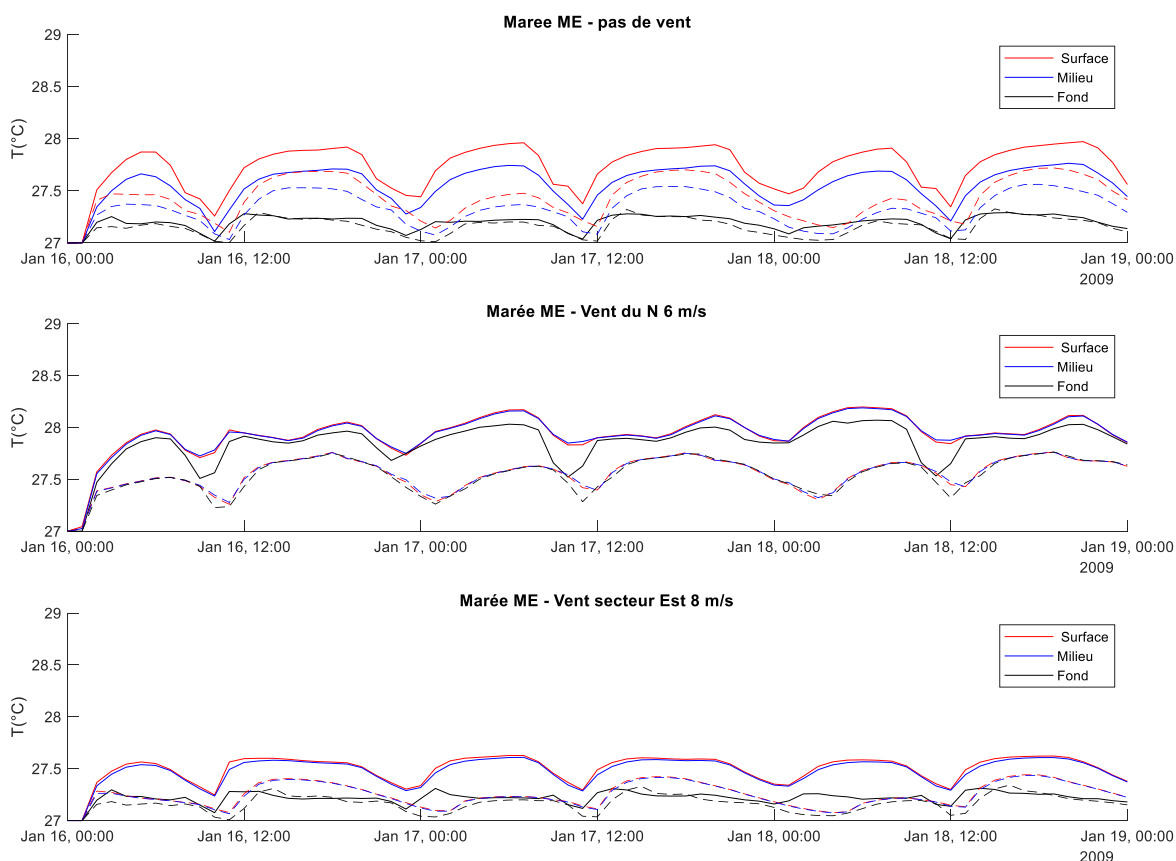 Maree ME - pas de vent
29
28.5
28
27.5
27
T(°C)
Surface
Milieu
Fond
Jan 16, 00:00 Jan 16, 12:00 Jan 17, 00:00 Jan 17, 12:00 Jan 18, 00:00 Jan 18, 12:00 Jan 19, 00:00
2009
Marée ME - Vent du N 6 m/s
29
28.5
28
27.5
27
T(°C)
Surface
Milieu
Fond
Jan 16, 00:00 Jan 16, 12:00 Jan 17, 00:00 Jan 17, 12:00 Jan 18, 00:00 Jan 18, 12:00 Jan 19, 00:00
2009
Marée ME - Vent secteur Est 8 m/s
29
28.5
28
27.5
27
T(°C)
Surface
Milieu
Fond
Jan 16, 00:00 Jan 16, 12:00 Jan 17, 00:00 Jan 17, 12:00 Jan 18, 00:00 Jan 18, 12:00 Jan 19, 00:00
2009